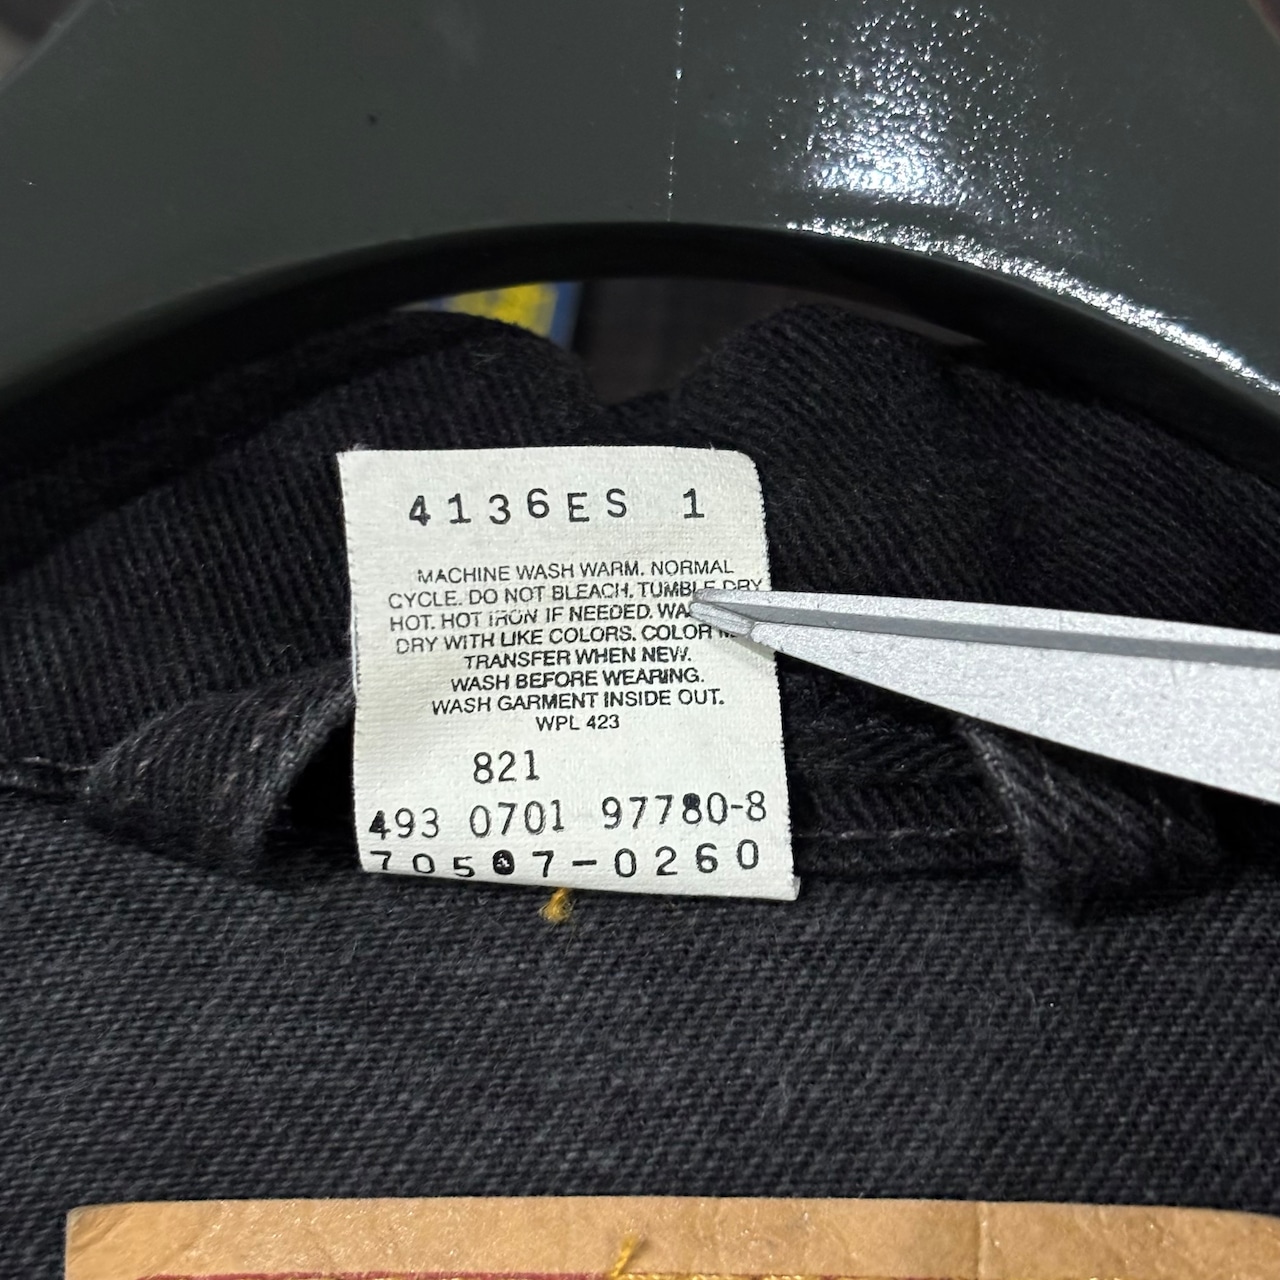 4136ES 1
MACHINE WASH WARM. NORMAL
CYCLE. DO NOT BLEACH. TUMBLE DRY
HOT. HOT IRON IF NEEDED.
DRY WITH LIKE COLORS. COLOR
TRANSFER WHEN NEW.
WASH BEFORE WEARING.
WASH GARMENT INSIDE OUT.
WPL 423
821
493 0701 97780-8
70507-0260